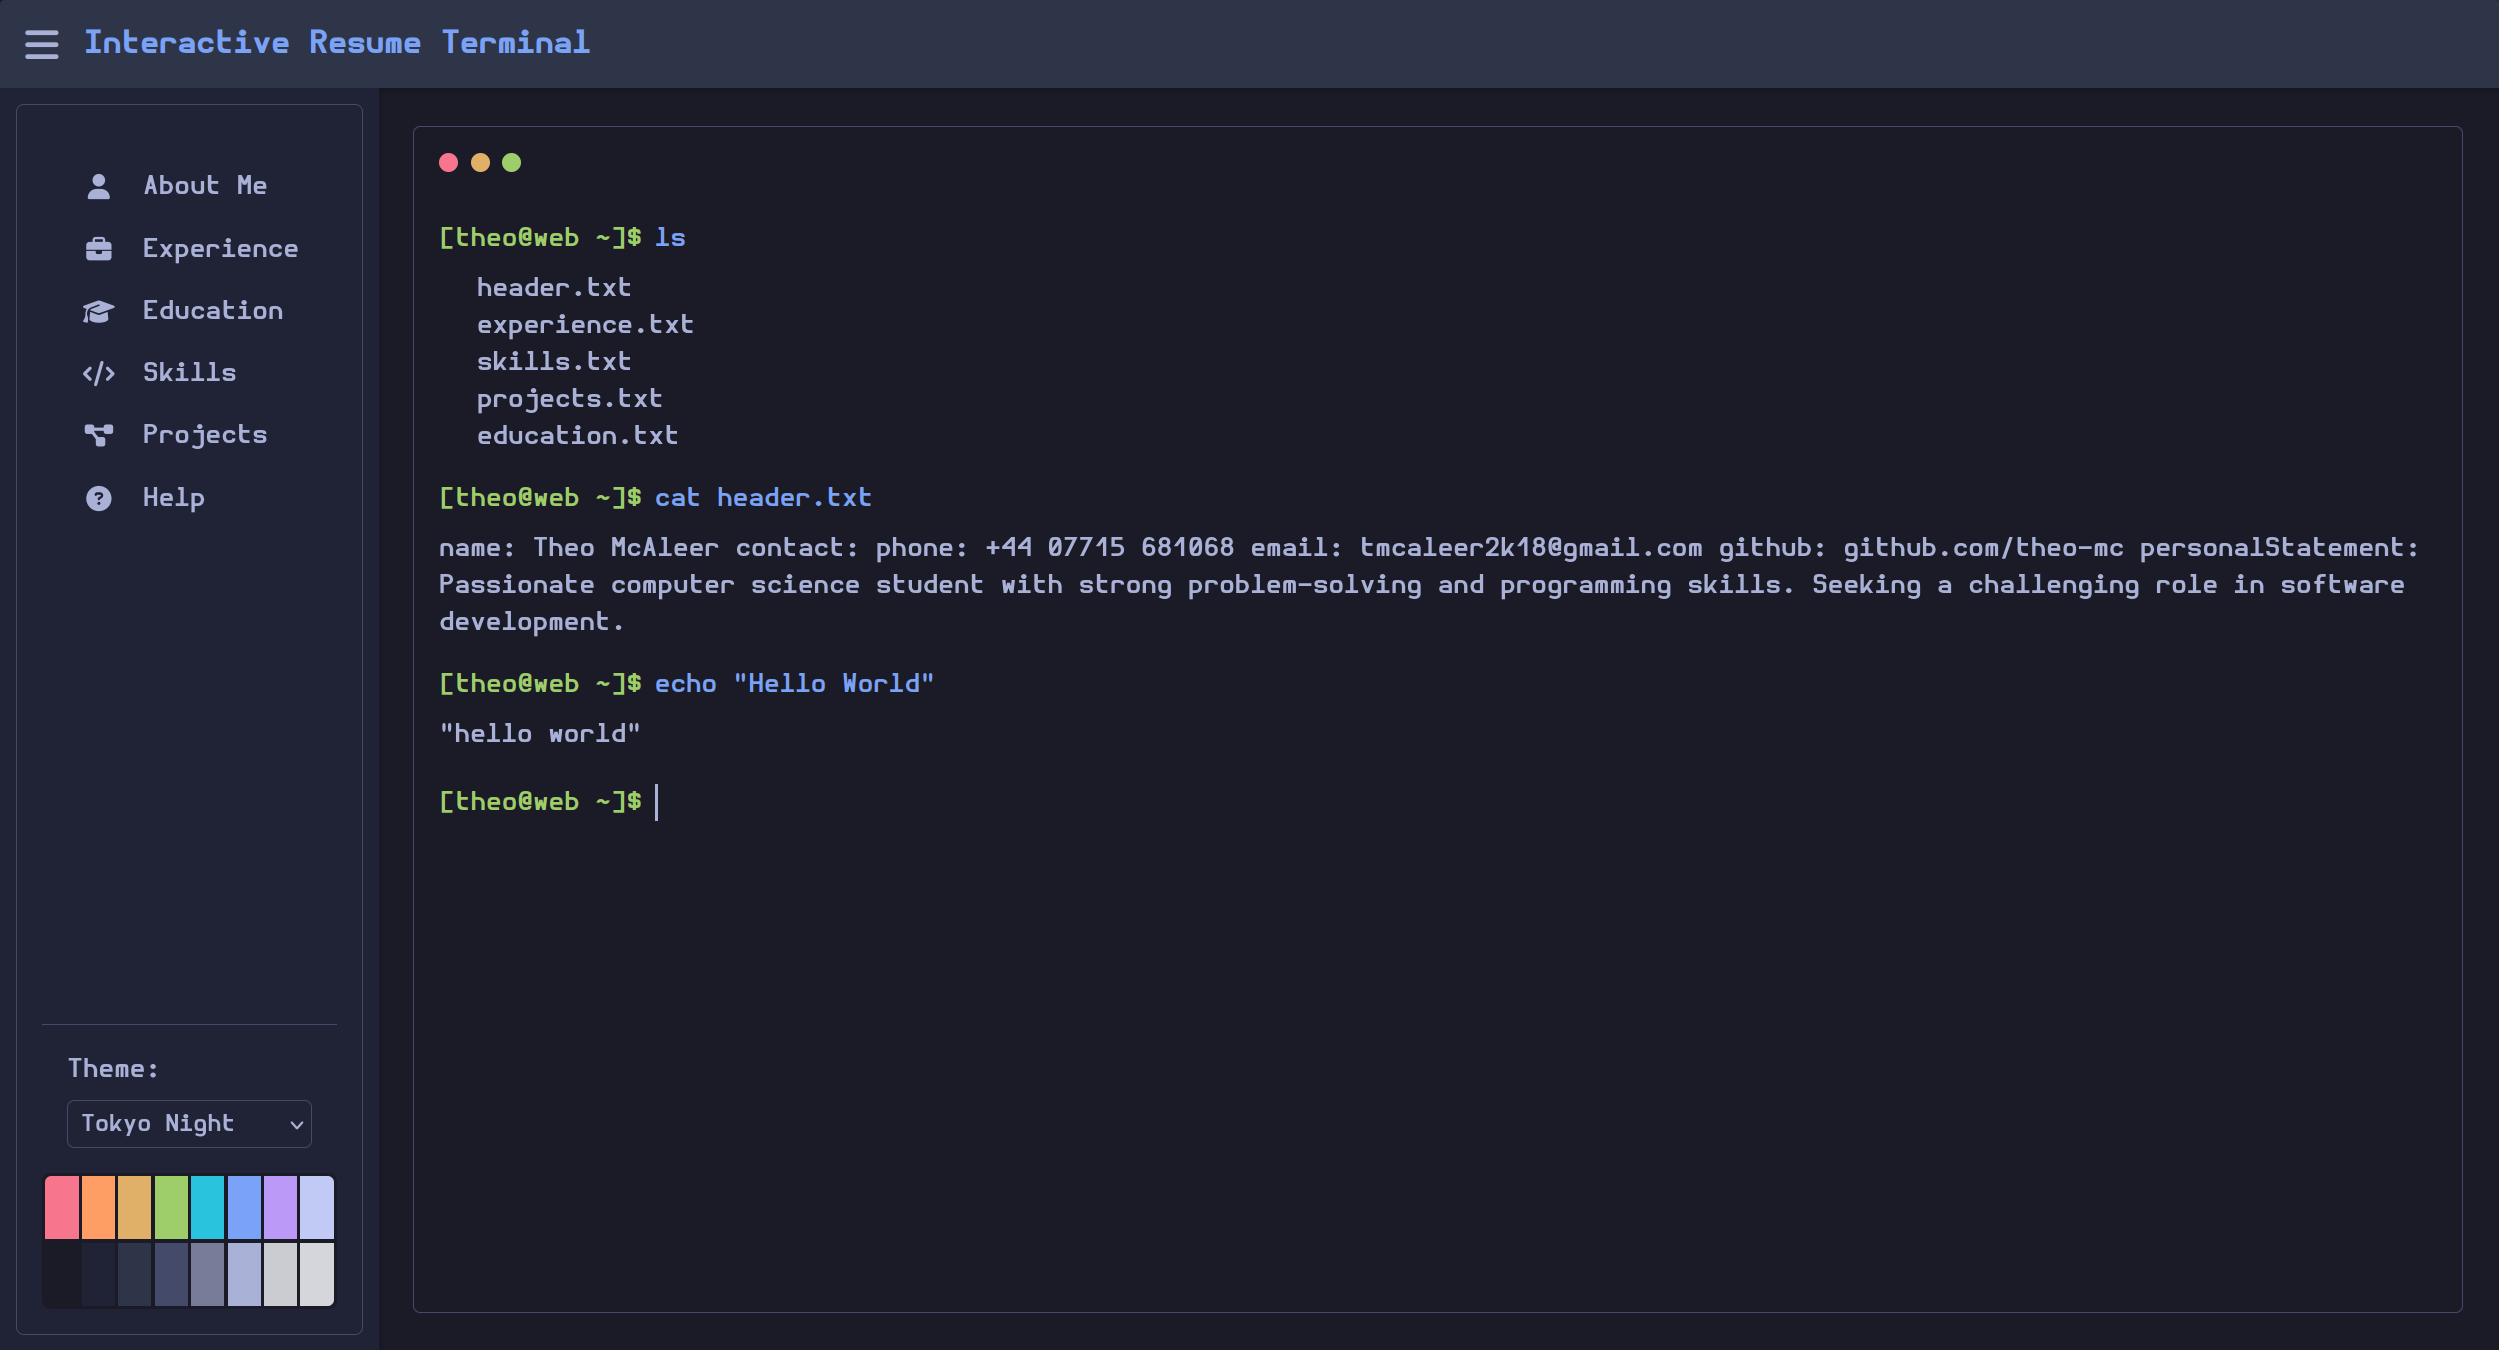 Interactive Resume Terminal
About Me
Experience
Education
Skills
Projects
Help
Theme:
Tokyo Night
[theo@web ~]$ ls
header.txt
experience.txt
skills.txt
projects.txt
education.txt
[theo@web ~]$ cat header.txt
name: Theo McAleer contact: phone: +44 07715 681068 email: tmcaleer2k18@gmail.com github: github.com/theo-mc personalStatement:
Passionate computer science student with strong problem-solving and programming skills. Seeking a challenging role in software
development.
[theo@web ~]$ echo "Hello World"
"hello world"
[theo@web ~]$